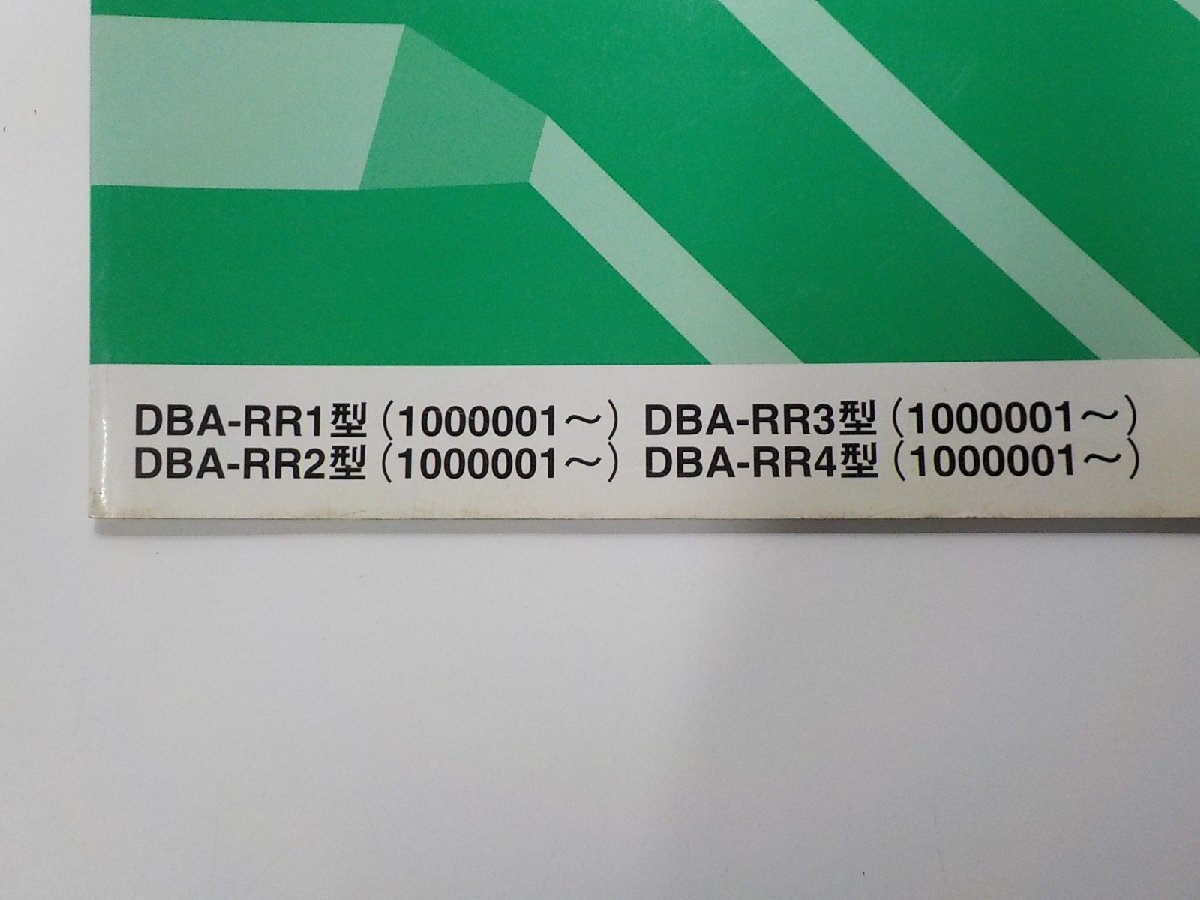 DBA-RR1型（1000001～） DBA-RR3型（1000001～）
DBA-RR2型（1000001～） DBA-RR4型（1000001～）